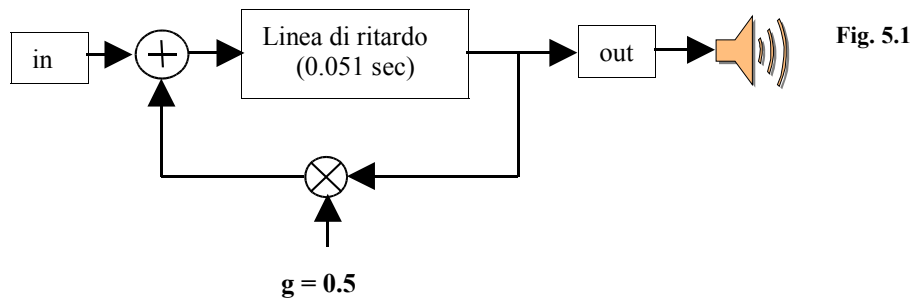 in
Linea di ritardo
(0.051 sec)
out
Fig. 5.1
g = 0.5